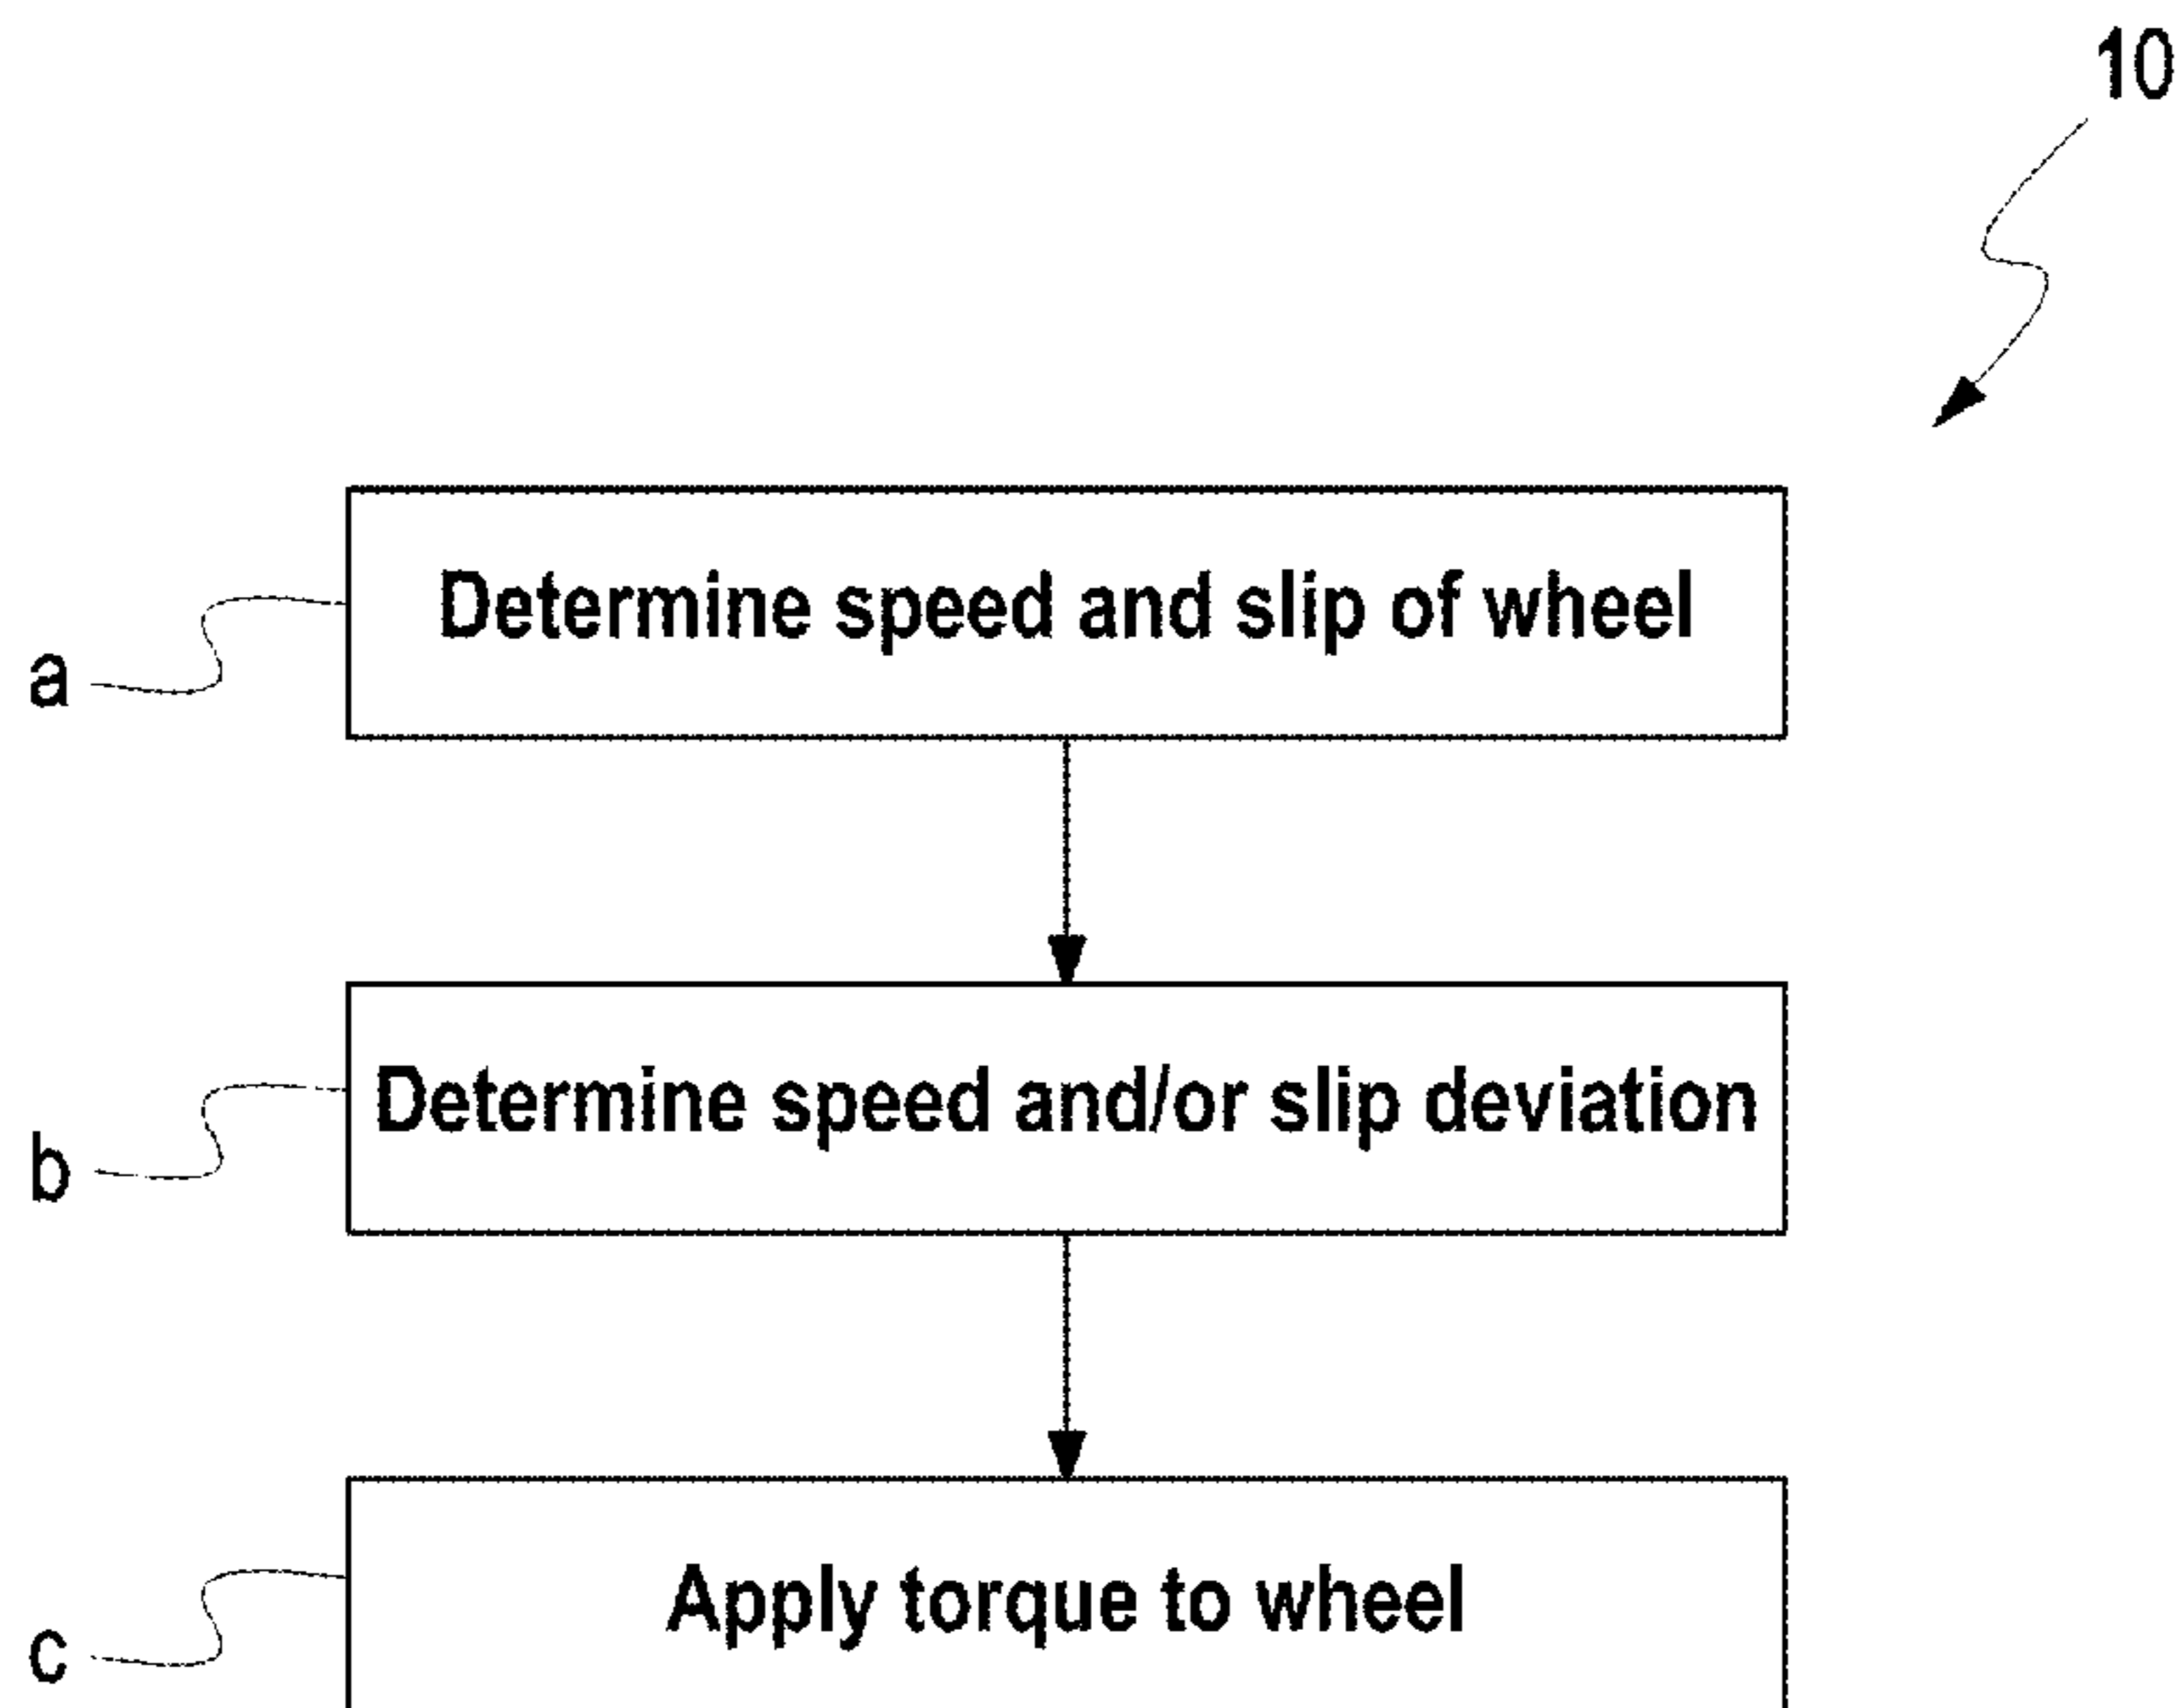 10
Determine speed and slip of wheel
a
Determine speed and/or slip deviation
b
Apply torque to wheel
c